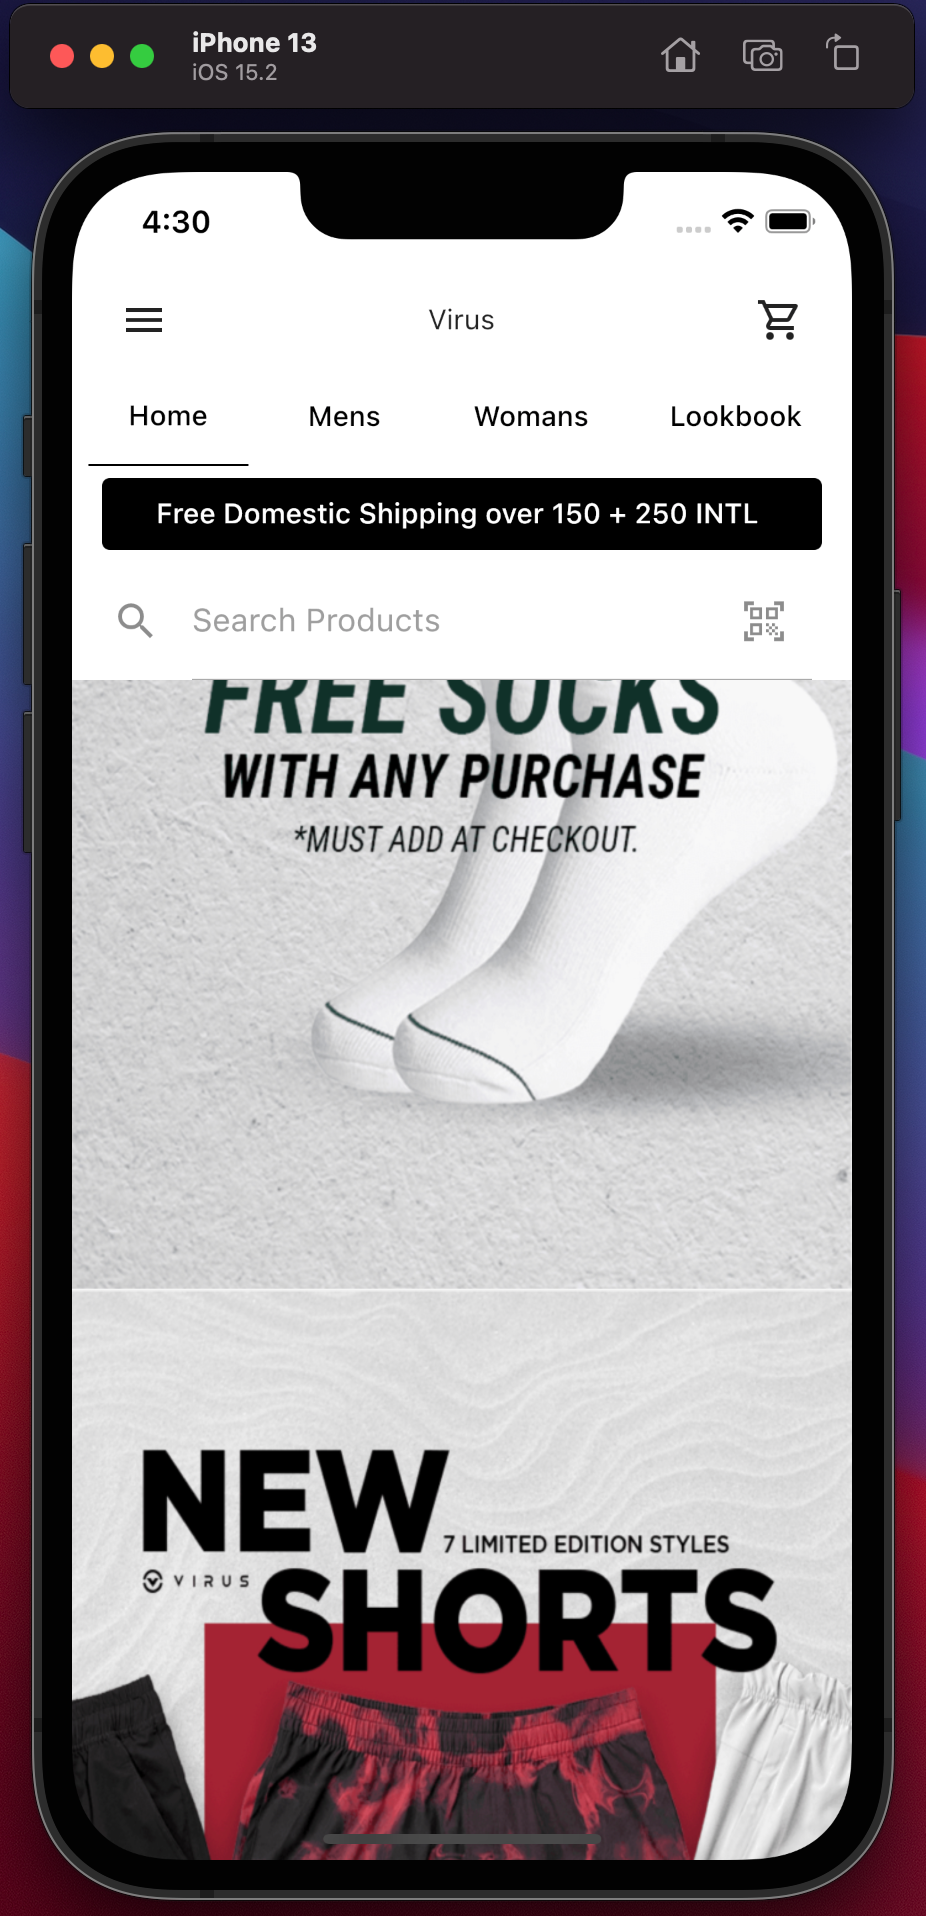 iPhone 13
iOS 15.2
4:30
Virus
Home Mens Womans Lookbook
Free Domestic Shipping over 150 + 250 INTL
Search Products
FREE SOCKS
WITH ANY PURCHASE
*MUST ADD AT CHECKOUT.
NEW
7 LIMITED EDITION STYLES
VIRUS
SHORTS